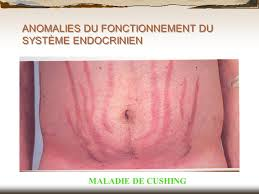 ANOMALIES DU FONCTIONNEMENT DU
SYSTÈME ENDOCRINIEN
MALADIE DE CUSHING